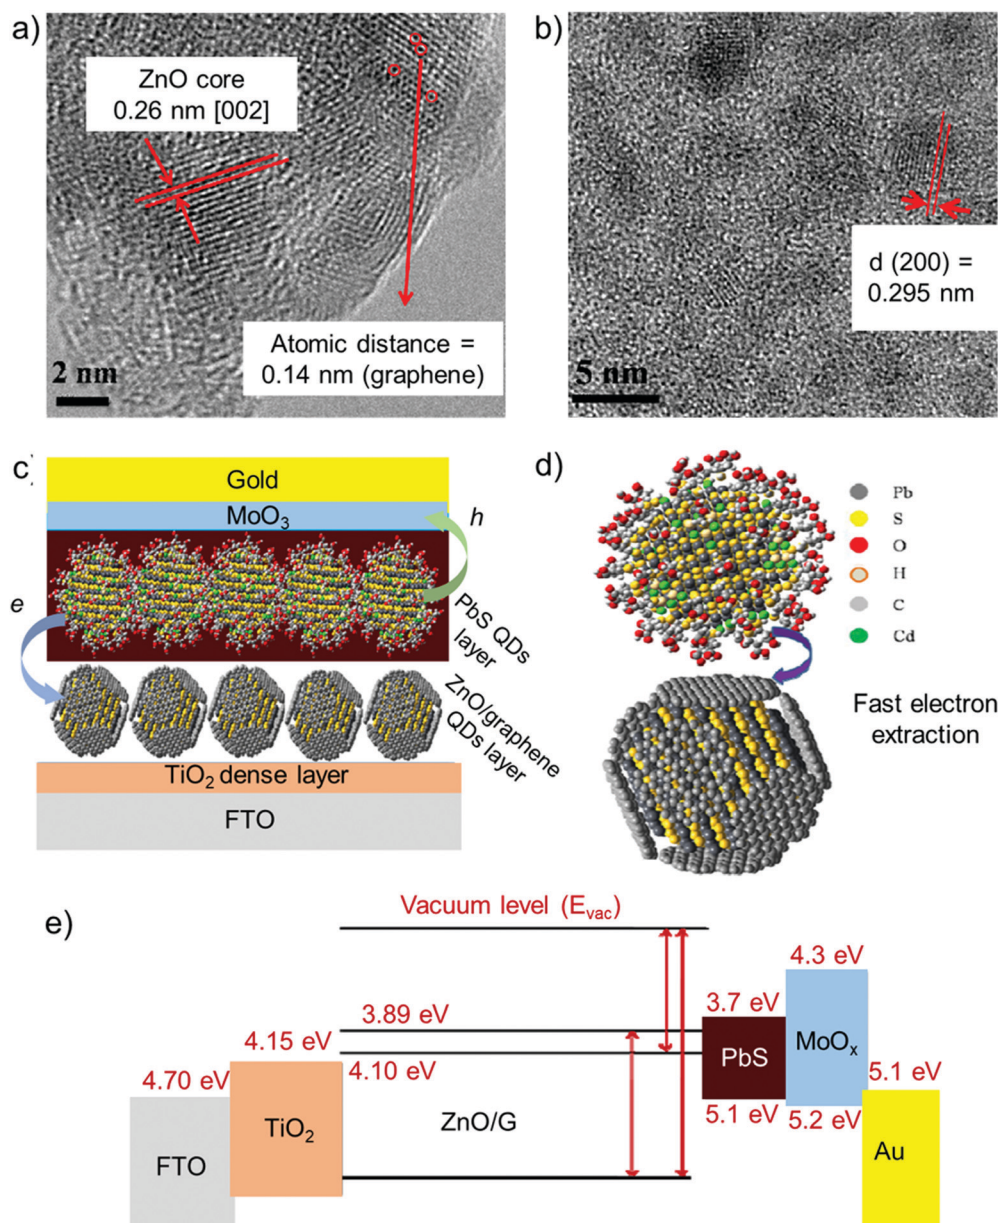 a)
ZnO core
0.26 nm [002]
Atomic distance =
0.14 nm (graphene)
2 nm
b)
d (200) =
0.295 nm
5 nm
c)
Gold
MoO₃
h
e
PbS QDs
layer
ZnO/graphene
QDs layer
TiO₂ dense layer
FTO
d)
Pb
S
O
H
C
Cd
Fast electron
extraction
e)
Vacuum level (Eᵥₐc)
4.3 eV
3.89 eV
3.7 eV
4.15 eV
MoOₓ
4.10 eV
PbS
4.70 eV
5.1 eV
TiO₂
ZnO/G
5.1 eV
5.2 eV
FTO
Au